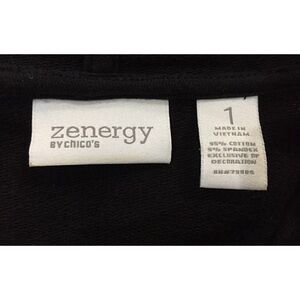 zenergy
BY CHICO'S
1
MADE IN
VIETNAM
95% COTTON
5% SPANDEX
EXCLUSIVE OF
DECORATION